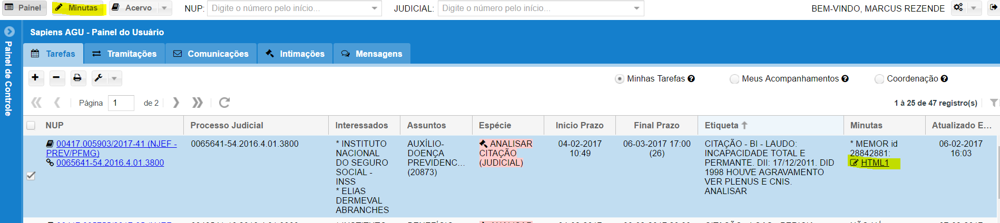 Painel Minutas Acervo NUP: Digite o número pelo início... JUDICIAL: Digite o número pelo início... BEM-VINDO, MARCUS REZENDE
Painel de Controle
Sapiens AGU - Painel do Usuário
Tarefas Tramitações Comunicações Intimações Mensagens
Minhas Tarefas Meus Acompanhamentos Coordenação
Página 1 de 2 1 à 25 de 47 registro(s)
NUP Processo Judicial Interessados Assuntos Espécie Início Prazo Final Prazo Etiqueta Minutas Atualizado E...
00417.005903/2017-41 (NJEF -
PREV/PFMG)
0065641-54.2016.4.01.3800
0065641-54.2016.4.01.3800
* INSTITUTO
NACIONAL
DO SEGURO
SOCIAL -
INSS
* ELIAS
DERMEVAL
ABRANCHES
AUXÍLIO-
DOENÇA
PREVIDENC...
(20873)
ANALISAR
CITAÇÃO
(JUDICIAL)
04-02-2017
10:49
06-03-2017 17:00
(26)
CITAÇÃO - BI - LAUDO:
INCAPACIDADE TOTAL E
PERMANTE. DII: 17/12/2011. DID
1998 HOUVE AGRAVAMENTO
VER PLENUS E CNIS.
ANALISAR
* MEMOR id
28842881:
HTML1
06-02-2017
16:03